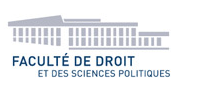 FACULTÉ DE DROIT
ET DES SCIENCES POLITIQUES